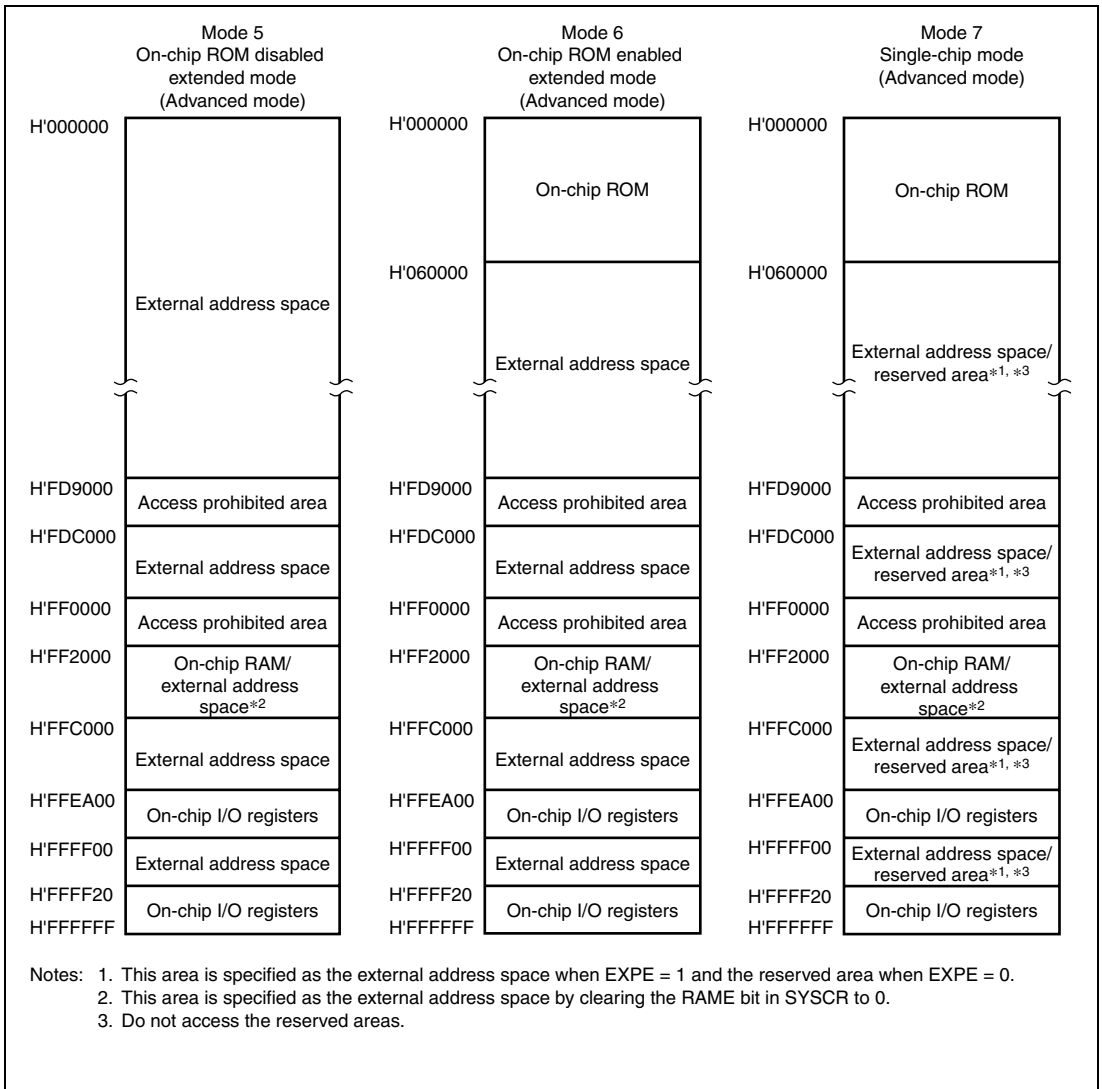 Mode 5
On-chip ROM disabled
extended mode
(Advanced mode)
H'000000
External address space
H'FD9000
Access prohibited area
H'FDC000
External address space
H'FF0000
Access prohibited area
H'FF2000
On-chip RAM/
external address
space*2
H'FFC000
External address space
H'FFEA00
On-chip I/O registers
H'FFFF00
External address space
H'FFFF20
On-chip I/O registers
H'FFFFFF
Mode 6
On-chip ROM enabled
extended mode
(Advanced mode)
H'000000
On-chip ROM
H'060000
External address space
H'FD9000
Access prohibited area
H'FDC000
External address space
H'FF0000
Access prohibited area
H'FF2000
On-chip RAM/
external address
space*2
H'FFC000
External address space
H'FFEA00
On-chip I/O registers
H'FFFF00
External address space
H'FFFF20
On-chip I/O registers
H'FFFFFF
Mode 7
Single-chip mode
(Advanced mode)
H'000000
On-chip ROM
H'060000
External address space/
reserved area*1, *3
H'FD9000
Access prohibited area
H'FDC000
External address space/
reserved area*1, *3
H'FF0000
Access prohibited area
H'FF2000
On-chip RAM/
external address
space*2
H'FFC000
External address space/
reserved area*1, *3
H'FFEA00
On-chip I/O registers
H'FFFF00
External address space/
reserved area*1, *3
H'FFFF20
On-chip I/O registers
H'FFFFFF
Notes: 1. This area is specified as the external address space when EXPE = 1 and the reserved area when EXPE = 0.
2. This area is specified as the external address space by clearing the RAME bit in SYSCR to 0.
3. Do not access the reserved areas.